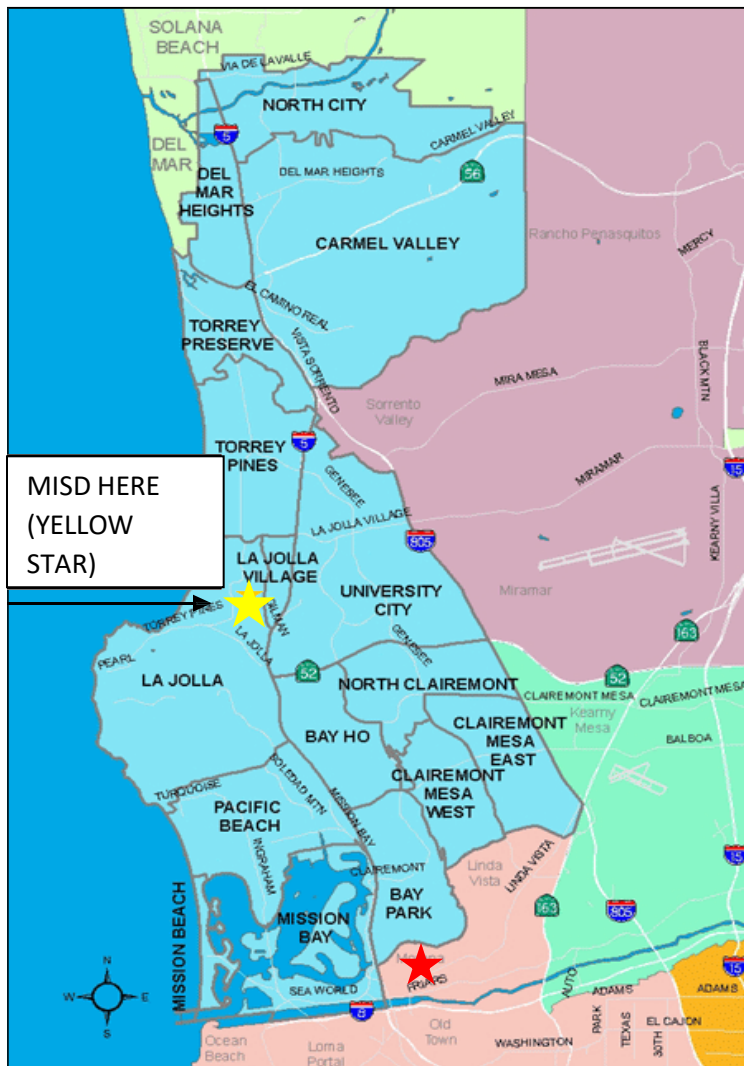 SOLANA
BEACH
VIA DE LAVALLE
NORTH CITY
5
DEL
MAR
DEL
MAR
HEIGHTS
DEL MAR HEIGHTS
CARMEL VALLEY
56
CARMEL VALLEY
Rancho Penasquitos
MERCY
EL CAMINO REAL
TORREY
PRESERVE
VISTA SORRENTO
BLACK MTN
MIRA MESA
Sorrento
Valley
TORREY
PINES
5
GENESEE
MIRAMAR
15
KEARNY VILLA
MISD HERE
(YELLOW
STAR)
LA JOLLA VILLAGE
805
LA JOLLA
VILLAGE
UNIVERSITY
CITY
Miramar
TORREY PINES
GILMAN
LA JOLLA
GENESEE
163
PEARL
LA JOLLA
52
NORTH CLAIREMONT
52
CLAIREMONT MESA
CLAIREMONT MESA
Kearny
Mesa
BALBOA
BAY HO
CLAIREMONT
MESA
EAST
CLAIREMONT
MESA
WEST
SOLEDAD MTN
MISSION BAY
TURQUOISE
PACIFIC
BEACH
INGRAHAM
CLAIREMONT
Linda
Vista
LINDA VISTA
15
BAY
PARK
163
805
MISSION
BAY
MISSION BEACH
FRIARS
15
N
W
E
S
SEA WORLD
8
AUTO
ADAMS
ADAMS
Ocean
Beach
Loma
Portal
Old
Town
WASHINGTON
PARK
TEXAS
30TH
EL CAJON